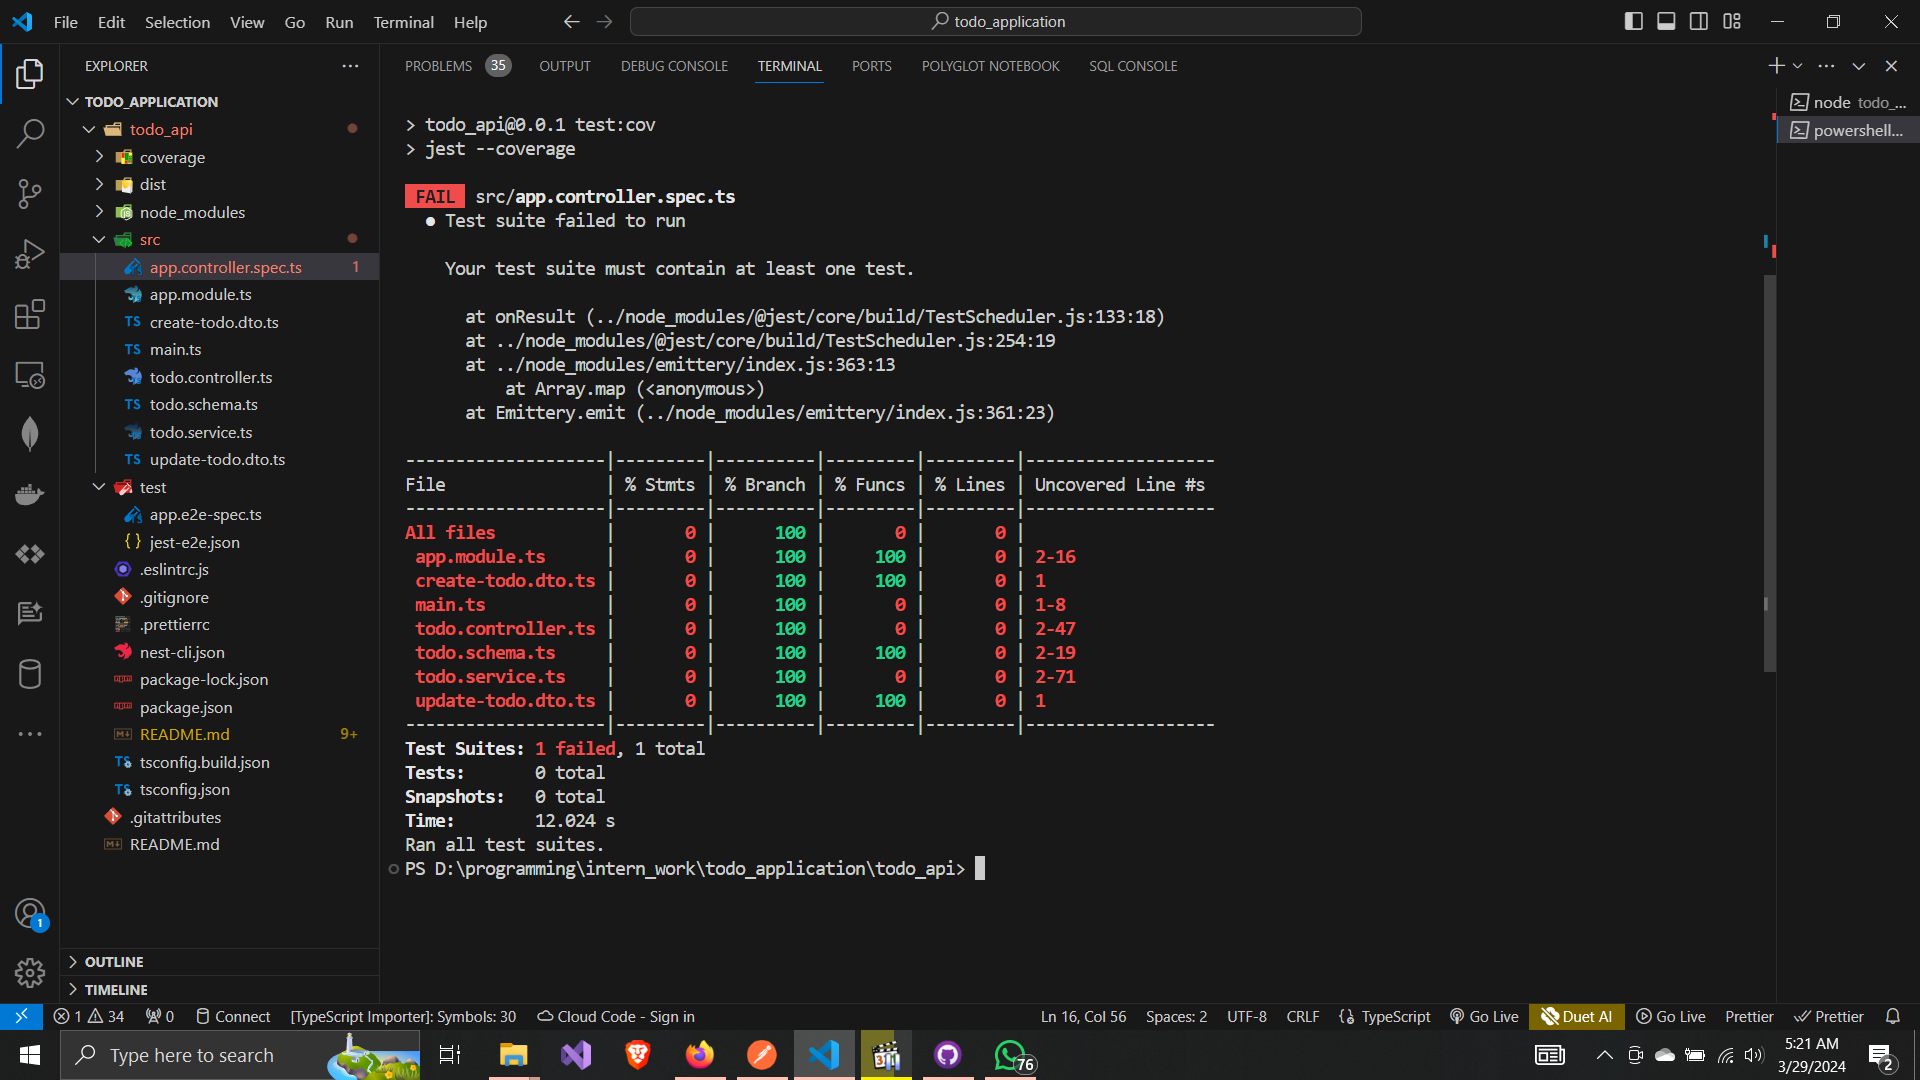 File Edit Selection View Go Run Terminal Help
todo_application
EXPLORER
TODO_APPLICATION
todo_api
coverage
dist
node_modules
src
app.controller.spec.ts 1
app.module.ts
TS create-todo.dto.ts
TS main.ts
todo.controller.ts
TS todo.schema.ts
todo.service.ts
TS update-todo.dto.ts
test
app.e2e-spec.ts
{} jest-e2e.json
.eslintrc.js
.gitignore
.prettierrc
nest-cli.json
package-lock.json
package.json
README.md 9+
TS tsconfig.build.json
TS tsconfig.json
.gitattributes
README.md
OUTLINE
TIMELINE
PROBLEMS 35 OUTPUT DEBUG CONSOLE TERMINAL PORTS POLYGLOT NOTEBOOK SQL CONSOLE
> todo_api@0.0.1 test:cov
> jest --coverage
FAIL src/app.controller.spec.ts
● Test suite failed to run
Your test suite must contain at least one test.
at onResult (../node_modules/@jest/core/build/TestScheduler.js:133:18)
at ../node_modules/@jest/core/build/TestScheduler.js:254:19
at ../node_modules/emittery/index.js:363:13
at Array.map (<anonymous>)
at Emittery.emit (../node_modules/emittery/index.js:361:23)
--------------------|---------|----------|---------|---------|-------------------
File | % Stmts | % Branch | % Funcs | % Lines | Uncovered Line #s
--------------------|---------|----------|---------|---------|-------------------
All files | 0 | 100 | 0 | 0 |
app.module.ts | 0 | 100 | 100 | 0 | 2-16
create-todo.dto.ts | 0 | 100 | 100 | 0 | 1
main.ts | 0 | 100 | 0 | 0 | 1-8
todo.controller.ts | 0 | 100 | 0 | 0 | 2-47
todo.schema.ts | 0 | 100 | 100 | 0 | 2-19
todo.service.ts | 0 | 100 | 0 | 0 | 2-71
update-todo.dto.ts | 0 | 100 | 100 | 0 | 1
--------------------|---------|----------|---------|---------|-------------------
Test Suites: 1 failed, 1 total
Tests: 0 total
Snapshots: 0 total
Time: 12.024 s
Ran all test suites.
PS D:\programming\intern_work\todo_application\todo_api>
node todo_...
powershell...
1
1 34 0 Connect [TypeScript Importer]: Symbols: 30 Cloud Code - Sign in Ln 16, Col 56 Spaces: 2 UTF-8 CRLF {} TypeScript Go Live Duet AI Go Live Prettier Prettier
Type here to search
76
5:21 AM
3/29/2024
2